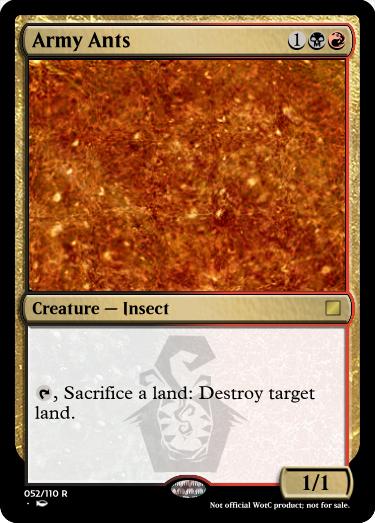 Army Ants 1
Creature — Insect
, Sacrifice a land: Destroy target
land.
1/1
052/110 R
Not official WotC product; not for sale.